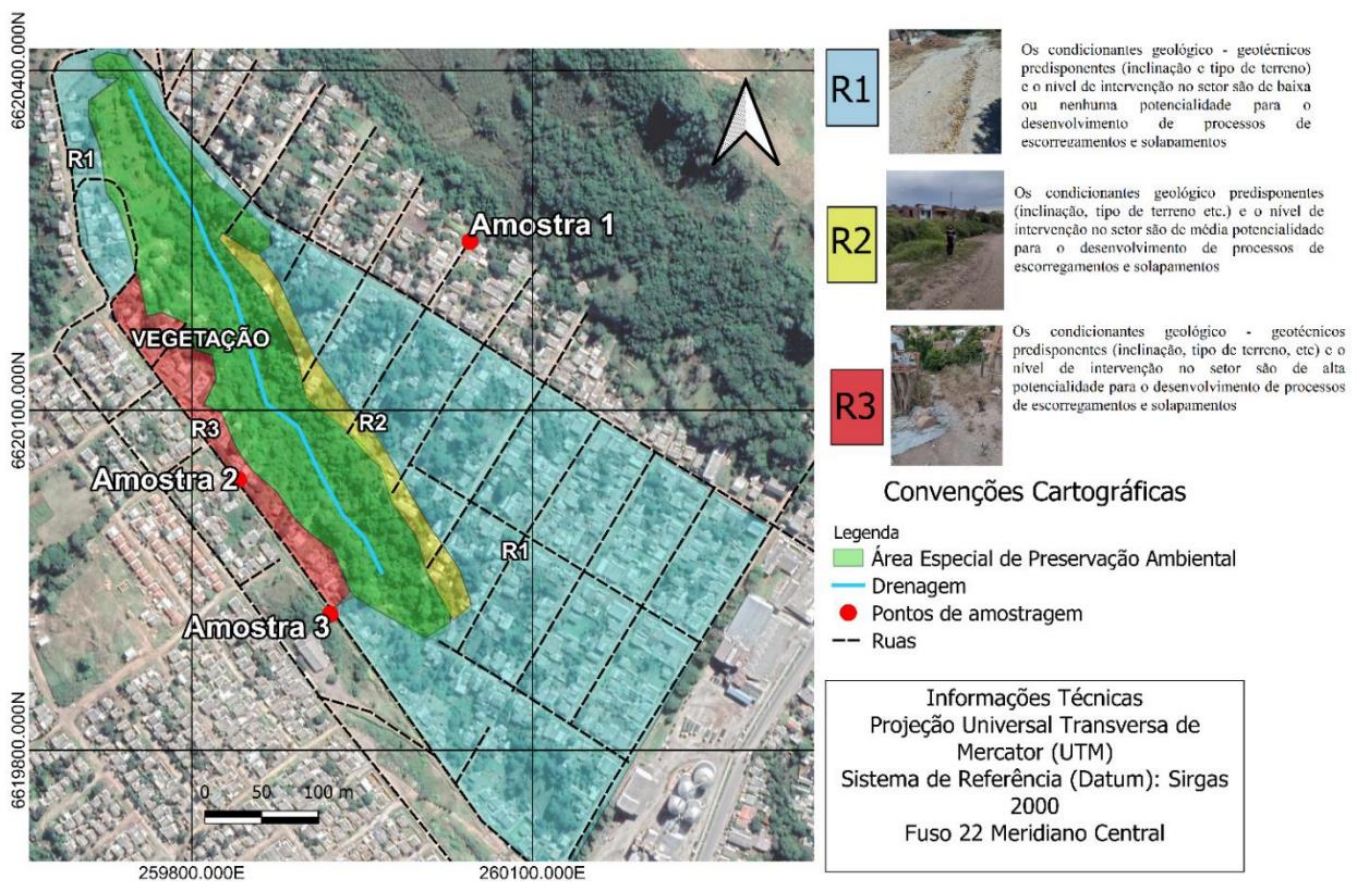 6620400.000N
6620100.000N
6619800.000N
R1
Amostra 1
VEGETAÇÃO
R2
R3
Amostra 2
R1
Amostra 3
0 50 100 m
259800.000E
260100.000E
R1
Os condicionantes geológico - geotécnicos
predisponentes (inclinação e tipo de terreno)
e o nível de intervenção no setor são de baixa
ou nenhuma potencialidade para o
desenvolvimento de processos de
escorregamentos e solapamentos
R2
Os condicionantes geológico predisponentes
(inclinação, tipo de terreno etc.) e o nível de
intervenção no setor são de média potencialidade
para o desenvolvimento de processos de
escorregamentos e solapamentos
R3
Os condicionantes geológico - geotécnicos
predisponentes (inclinação, tipo de terreno, etc) e o
nível de intervenção no setor são de alta
potencialidade para o desenvolvimento de processos
de escorregamentos e solapamentos
Convenções Cartográficas
Legenda
Área Especial de Preservação Ambiental
Drenagem
Pontos de amostragem
Ruas
Informações Técnicas
Projeção Universal Transversa de
Mercator (UTM)
Sistema de Referência (Datum): Sirgas
2000
Fuso 22 Meridiano Central